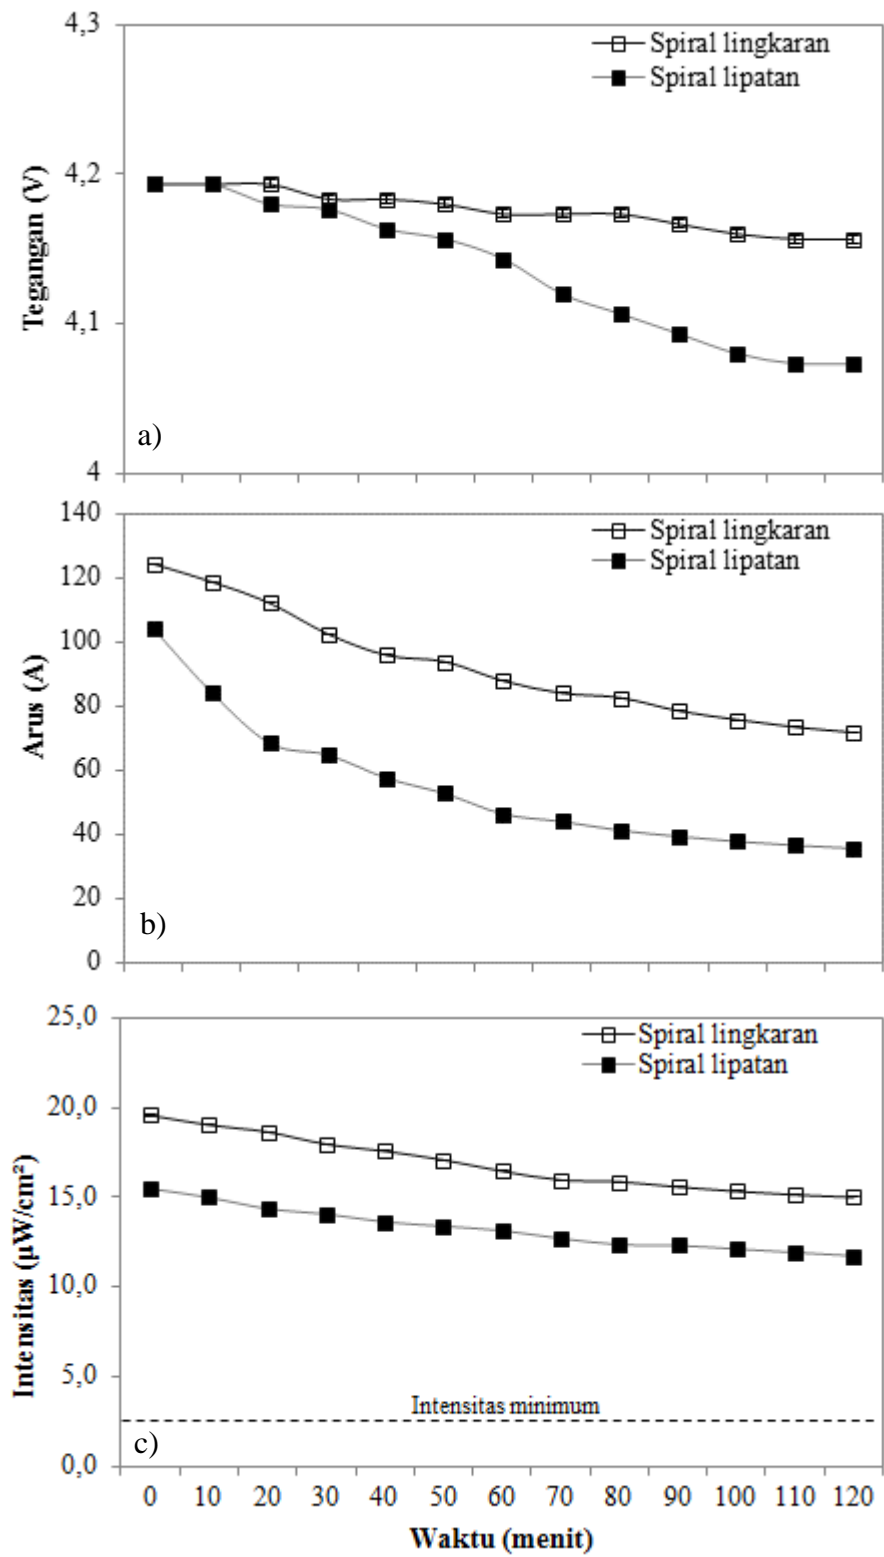 4,3
Spiral lingkaran
Spiral lipatan
4,2
Tegangan (V)
4,1
a)
4
140
Spiral lingkaran
Spiral lipatan
120
100
Arus (A)
80
60
40
20
b)
0
25,0
Spiral lingkaran
Spiral lipatan
20,0
15,0
Intensitas (µW/cm²)
10,0
5,0
Intensitas minimum
c)
0,0
0 10 20 30 40 50 60 70 80 90 100 110 120
Waktu (menit)